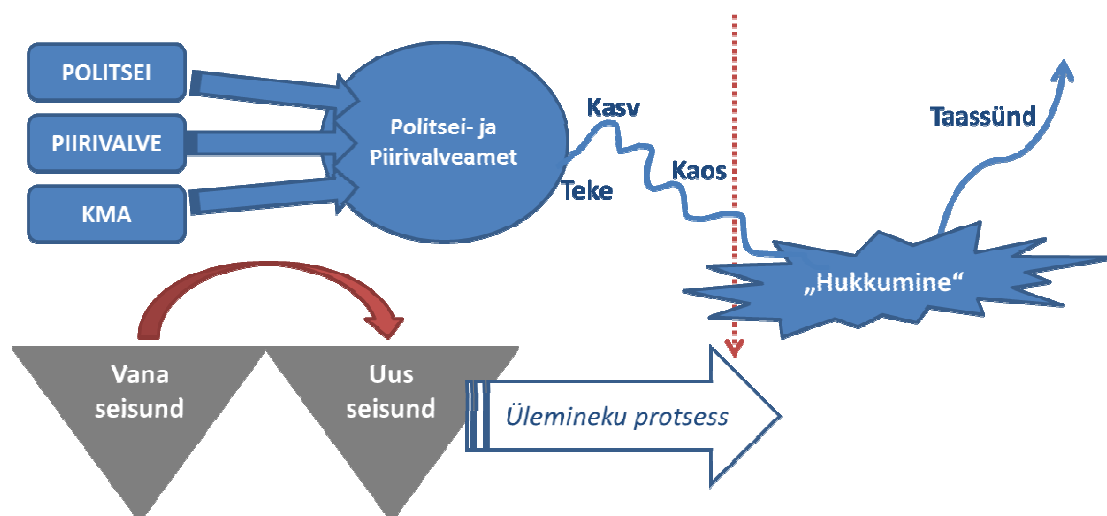 POLITSEI
PIIRIVALVE
KMA
Politsei- ja
Piirivalveamet
Teke
Kasv
Kaos
„Hukkumine“
Taassünd
Vana
seisund
Uus
seisund
Ülemineku protsess